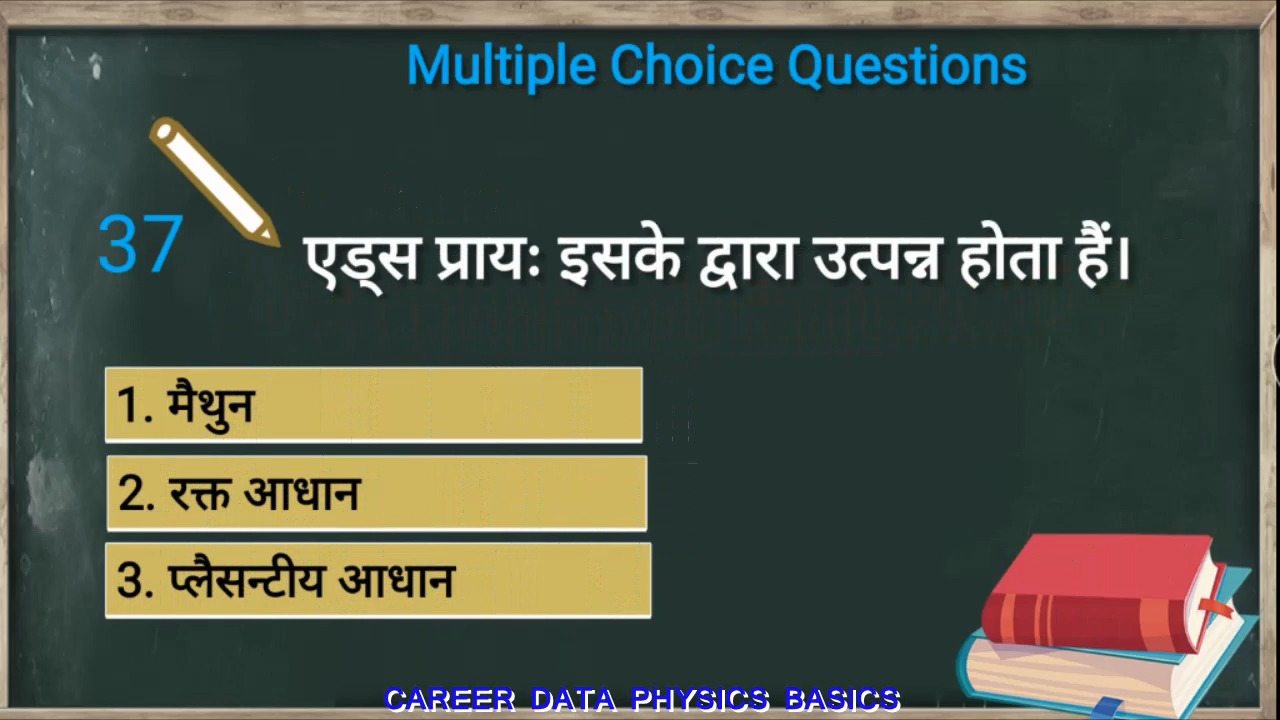 Multiple Choice Questions
37
एड्स प्रायः इसके द्वारा उत्पन्न होता हैं।
1. मैथुन
2. रक्त आधान
3. प्लैसन्टीय आधान
CAREER DATA PHYSICS BASICS